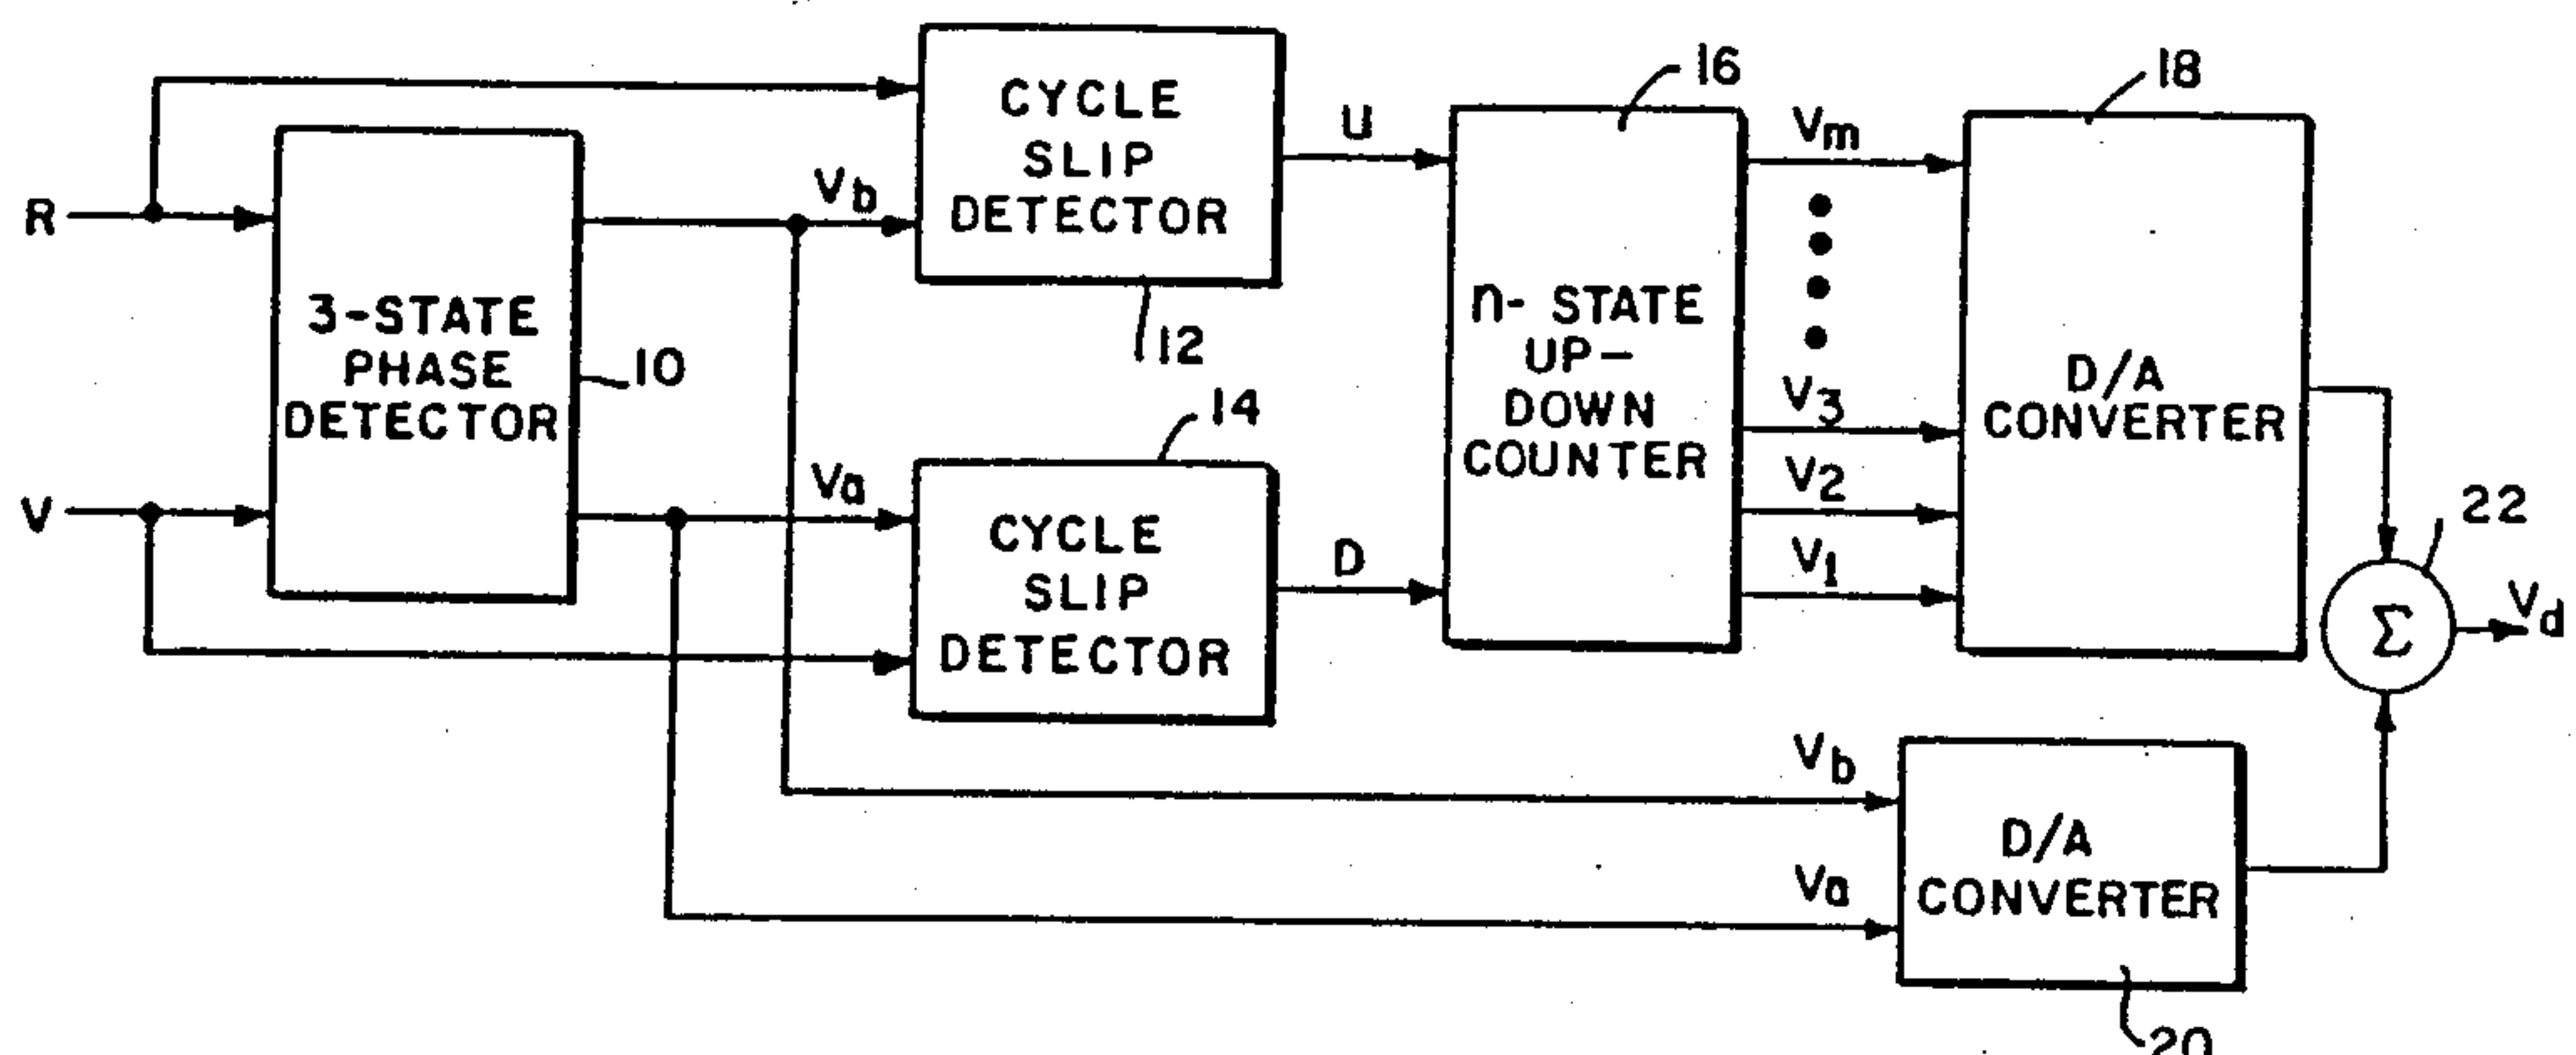 R
V
3-STATE
PHASE
DETECTOR
10
Vb
Va
CYCLE
SLIP
DETECTOR
12
14
CYCLE
SLIP
DETECTOR
U
D
16
n- STATE
UP-
DOWN
COUNTER
Vm
V3
V2
V1
18
D/A
CONVERTER
22
Σ
Vd
Vb
Va
D/A
CONVERTER
20